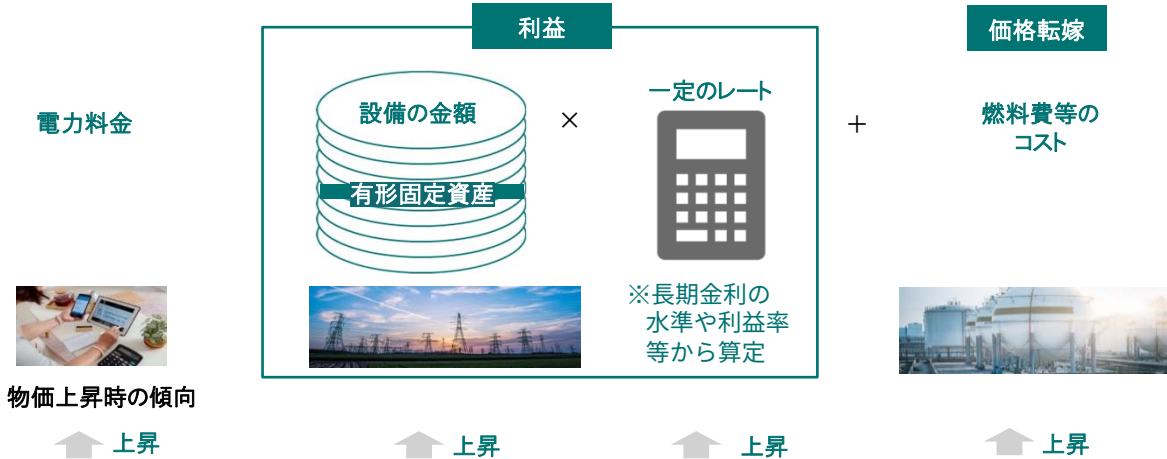 利益
価格転嫁
電力料金
設備の金額
有形固定資産
×
一定のレート
※長期金利の
水準や利益率
等から算定
＋
燃料費等の
コスト
物価上昇時の傾向
上昇
上昇
上昇
上昇